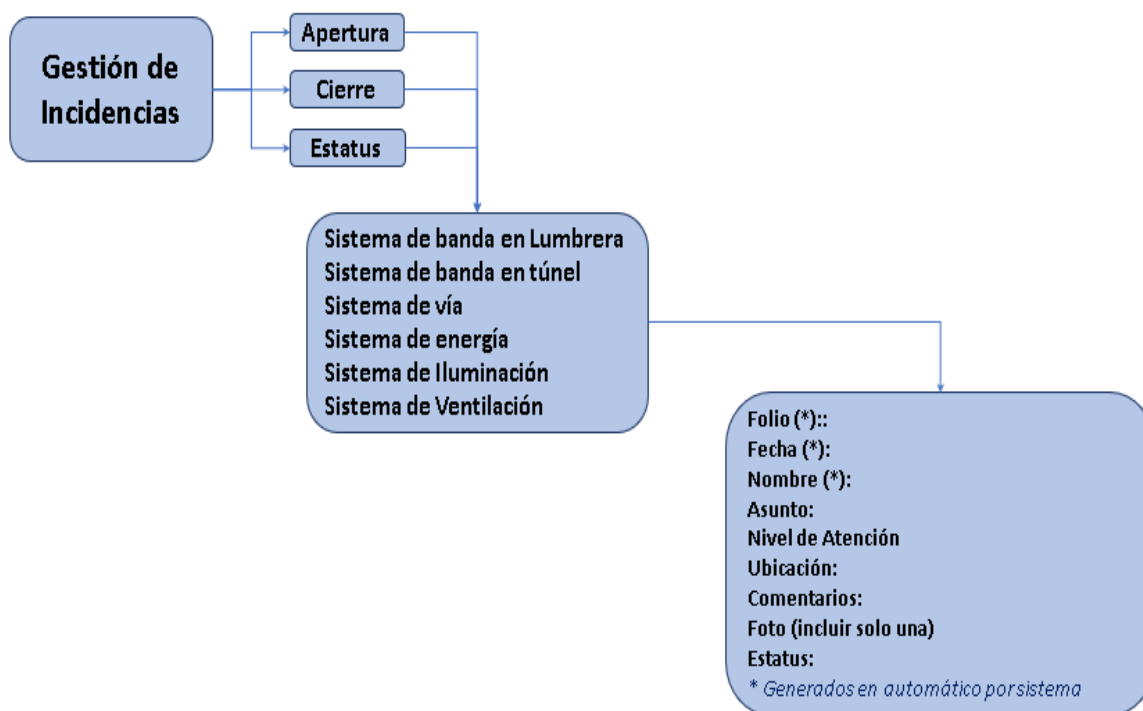 Gestión de
Incidencias
Apertura
Cierre
Estatus
Sistema de banda en Lumbrera
Sistema de banda en túnel
Sistema de vía
Sistema de energía
Sistema de Iluminación
Sistema de Ventilación
Folio (*)::
Fecha (*):
Nombre (*):
Asunto:
Nivel de Atención
Ubicación:
Comentarios:
Foto (incluir solo una)
Estatus:
* Generados en automático por sistema